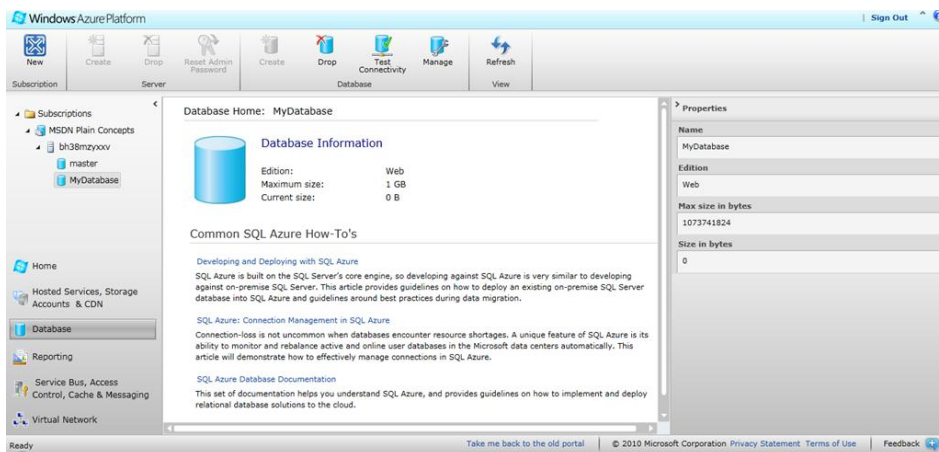 Windows Azure Platform
Sign Out
New
Create
Drop
Reset Admin
Password
Create
Drop
Test
Connectivity
Manage
Refresh
Subscription
Server
Database
View
Subscriptions
MSDN Plain Concepts
bh38mzyxxv
master
MyDatabase
Home
Hosted Services, Storage
Accounts & CDN
Database
Reporting
Service Bus, Access
Control, Cache & Messaging
Virtual Network
Database Home: MyDatabase
Database Information
Edition: Web
Maximum size: 1 GB
Current size: 0 B
Common SQL Azure How-To's
Developing and Deploying with SQL Azure
SQL Azure is built on the SQL Server's core engine, so developing against SQL Azure is very similar to developing
against on-premise SQL Server. This article provides guidelines on how to deploy an existing on-premise SQL Server
database into SQL Azure and guidelines around best practices during data migration.
SQL Azure: Connection Management in SQL Azure
Connection-loss is not uncommon when databases encounter resource shortages. A unique feature of SQL Azure is its
ability to monitor and rebalance active and online user databases in the Microsoft data centers automatically. This
article will demonstrate how to effectively manage connections in SQL Azure.
SQL Azure Database Documentation
This set of documentation helps you understand SQL Azure, and provides guidelines on how to implement and deploy
relational database solutions to the cloud.
Properties
Name
MyDatabase
Edition
Web
Max size in bytes
1073741824
Size in bytes
0
Ready
Take me back to the old portal
© 2010 Microsoft Corporation Privacy Statement Terms of Use
Feedback